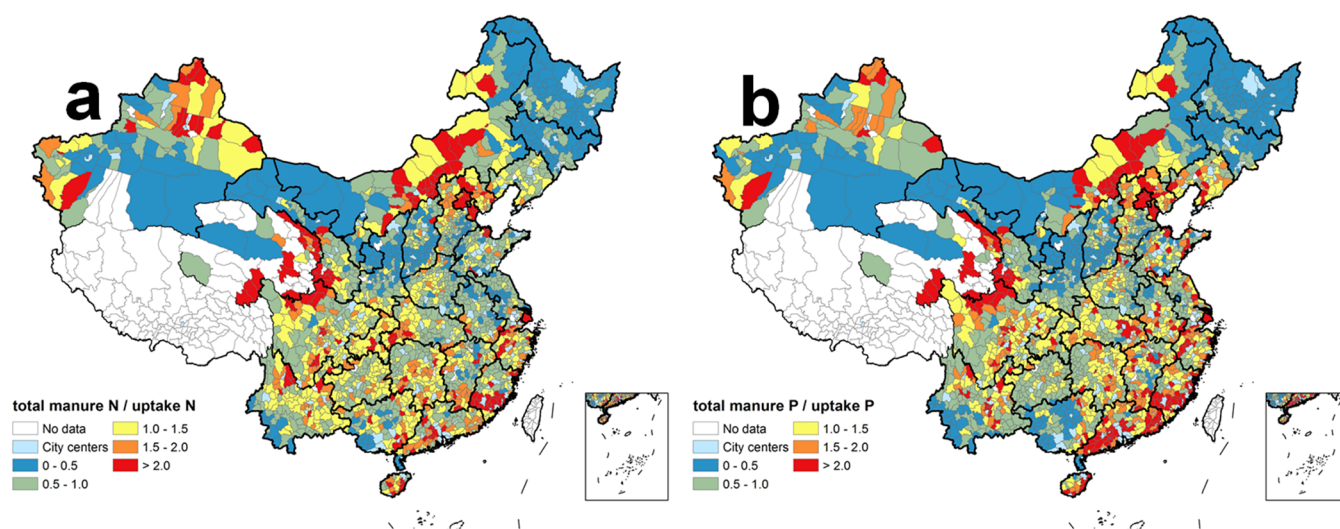 a
total manure N / uptake N
No data
City centers
0 - 0.5
0.5 - 1.0
1.0 - 1.5
1.5 - 2.0
> 2.0
b
total manure P / uptake P
No data
City centers
0 - 0.5
0.5 - 1.0
1.0 - 1.5
1.5 - 2.0
> 2.0